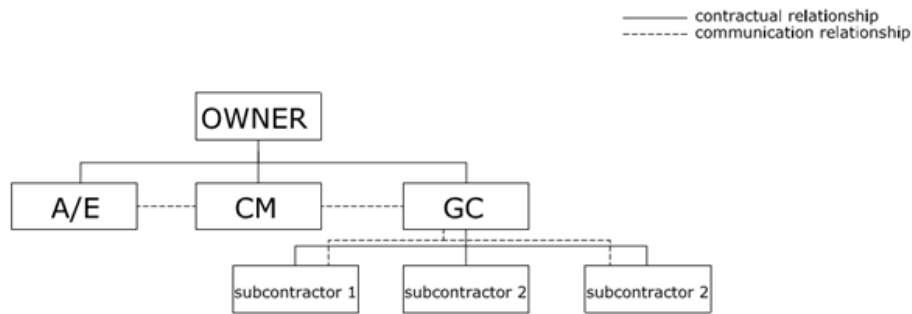 contractual relationship
communication relationship
OWNER
A/E
CM
GC
subcontractor 1
subcontractor 2
subcontractor 2